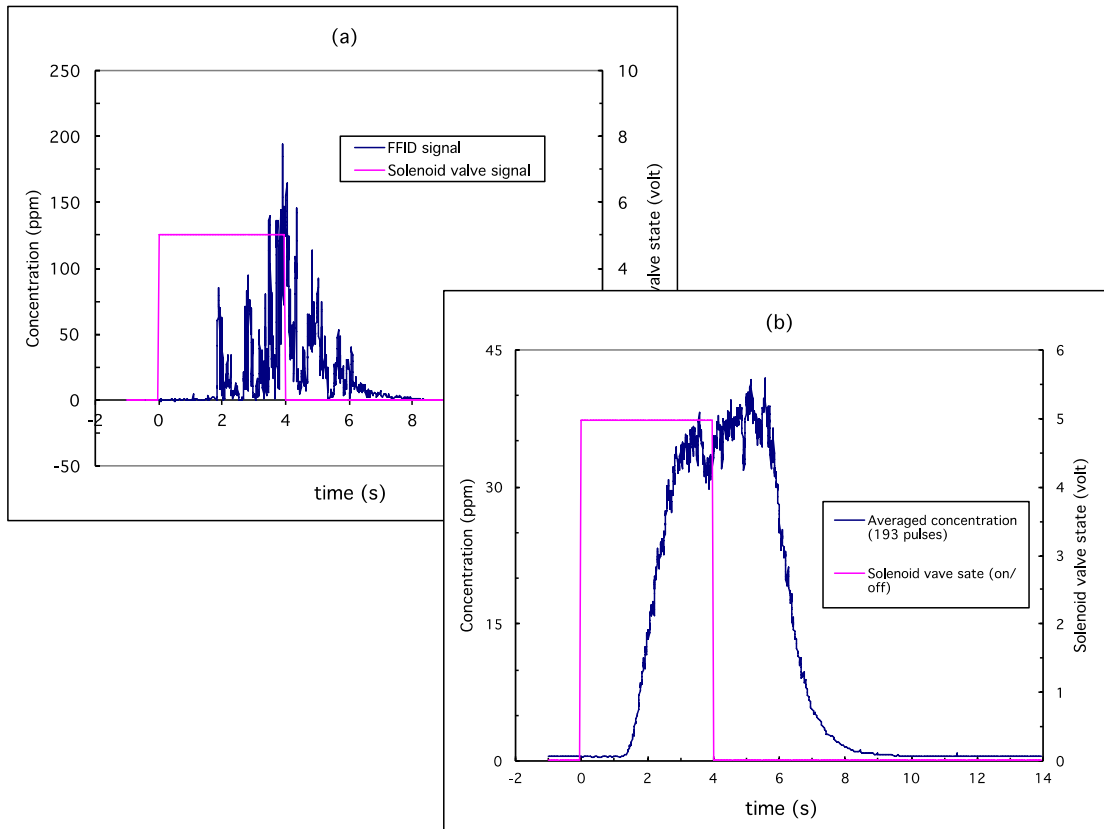 (a)
250
200
150
100
50
0
-50
-2
0
2
4
6
8
10
8
6
4
Concentration (ppm)
valve state (volt)
FFID signal
Solenoid valve signal
time (s)
(b)
45
30
15
0
-2
0
2
4
6
8
10
12
14
6
5
4
3
2
1
0
Concentration (ppm)
Solenoid valve state (volt)
Averaged concentration
(193 pulses)
Solenoid vave sate (on/
off)
time (s)